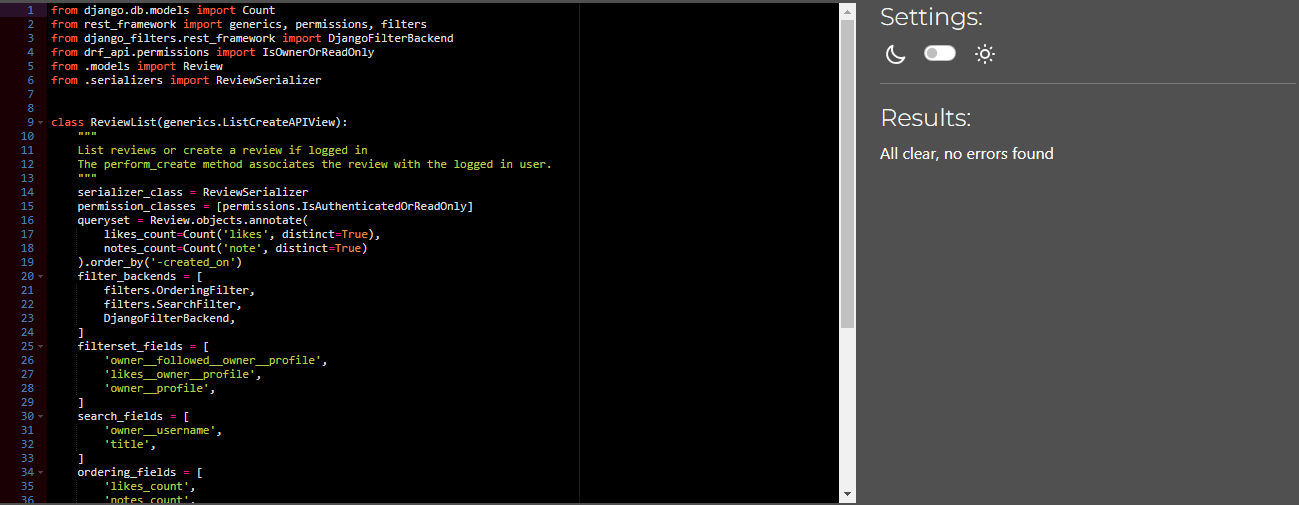 1 from django.db.models import Count
2 from rest_framework import generics, permissions, filters
3 from django_filters.rest_framework import DjangoFilterBackend
4 from drf_api.permissions import IsOwnerOrReadOnly
5 from .models import Review
6 from .serializers import ReviewSerializer
7
8
9 class ReviewList(generics.ListCreateAPIView):
10     """
11     List reviews or create a review if logged in
12     The perform_create method associates the review with the logged in user.
13     """
14     serializer_class = ReviewSerializer
15     permission_classes = [permissions.IsAuthenticatedOrReadOnly]
16     queryset = Review.objects.annotate(
17         likes_count=Count('likes', distinct=True),
18         notes_count=Count('note', distinct=True)
19     ).order_by('-created_on')
20     filter_backends = [
21         filters.OrderingFilter,
22         filters.SearchFilter,
23         DjangoFilterBackend,
24     ]
25     filterset_fields = [
26         'owner__followed__owner__profile',
27         'likes__owner__profile',
28         'owner__profile',
29     ]
30     search_fields = [
31         'owner__username',
32         'title',
33     ]
34     ordering_fields = [
35         'likes_count',
36         'notes_count',
Settings:
Results:
All clear, no errors found